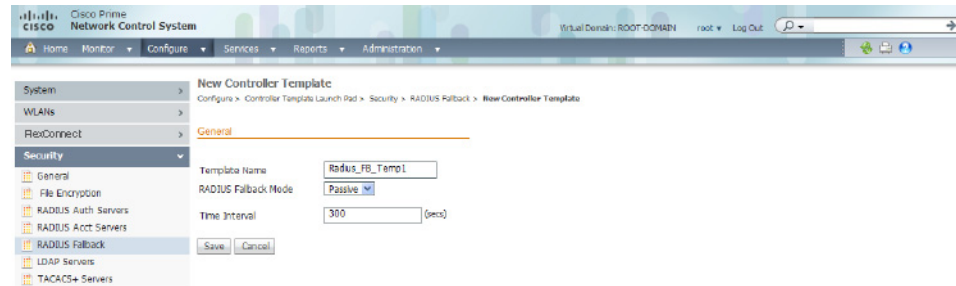 Cisco Prime
CISCO Network Control System
Virtual Domain: ROOT-DOMAIN root Log Out
Home Monitor Configure Services Reports Administration
System
WLANs
FlexConnect
Security
General
File Encryption
RADIUS Auth Servers
RADIUS Acct Servers
RADIUS Fallback
LDAP Servers
TACACS+ Servers
New Controller Template
Configure > Controller Template Launch Pad > Security > RADIUS Fallback > New Controller Template
General
Template Name Radius_FB_Temp1
RADIUS Fallback Mode Passive
Time Interval 300 (secs)
Save Cancel